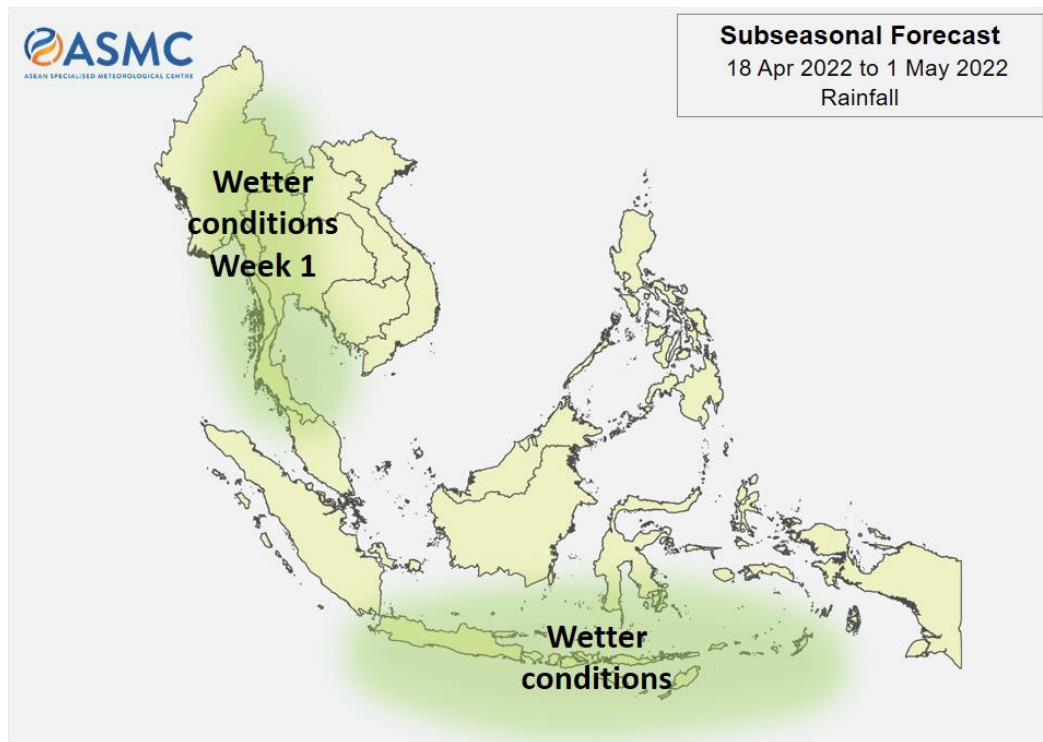 ASMC
ASEAN SPECIALISED METEOROLOGICAL CENTRE
Subseasonal Forecast
18 Apr 2022 to 1 May 2022
Rainfall
Wetter
conditions
Week 1
Wetter
conditions